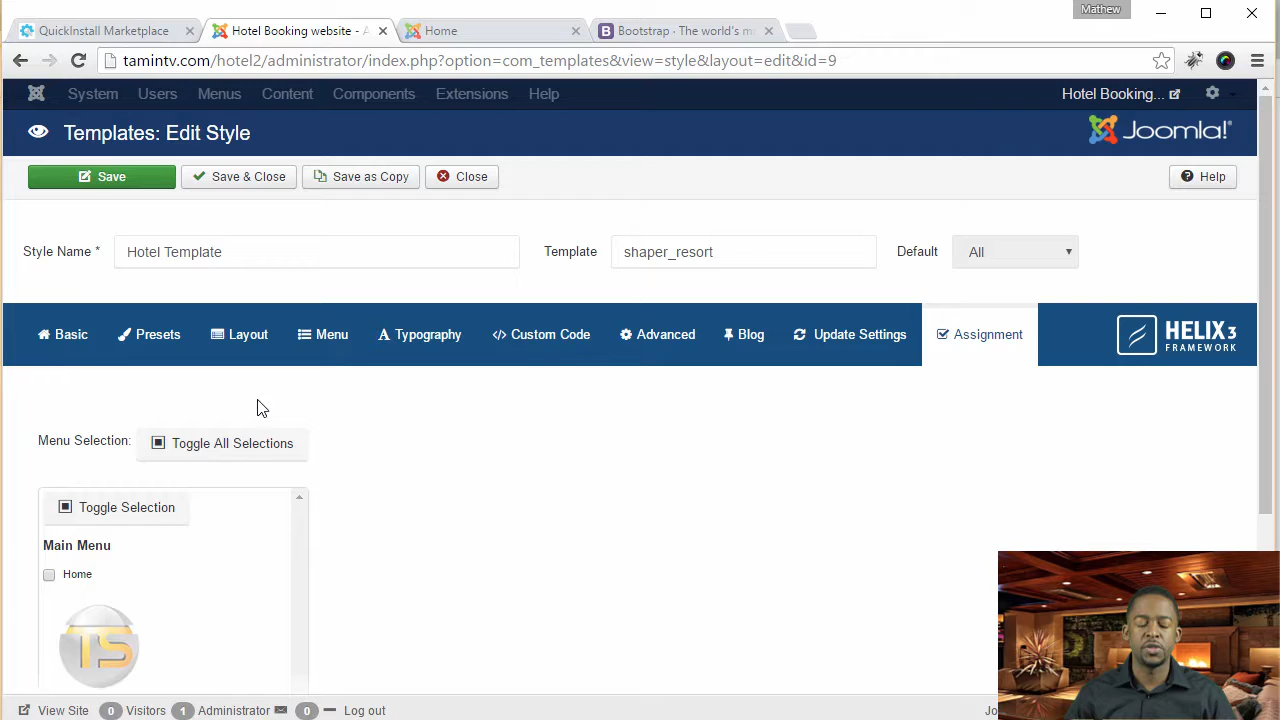 Mathew
QuickInstall Marketplace
Hotel Booking website - A
Home
Bootstrap · The world's m
tamintv.com/hotel2/administrator/index.php?option=com_templates&view=style&layout=edit&id=9
System Users Menus Content Components Extensions Help Hotel Booking...
Templates: Edit Style
Joomla!
Save Save & Close Save as Copy Close Help
Style Name * Hotel Template Template shaper_resort Default All
Basic Presets Layout Menu Typography Custom Code Advanced Blog Update Settings Assignment
HELIX3
FRAMEWORK
Menu Selection: Toggle All Selections
Toggle Selection
Main Menu
Home
TS
View Site 0 Visitors 1 Administrator 0 Log out Jo